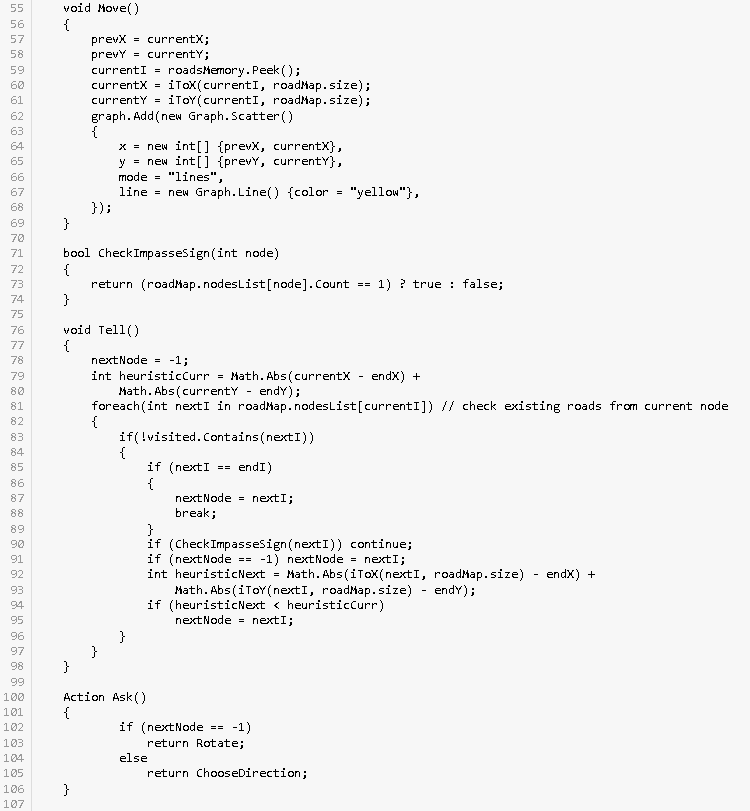 55 void Move()
56 {
57 prevX = currentX;
58 prevY = currentY;
59 currentI = roadsMemory.Peek();
60 currentX = iToX(currentI, roadMap.size);
61 currentY = iToY(currentI, roadMap.size);
62 graph.Add(new Graph.Scatter()
63 {
64 x = new int[] {prevX, currentX},
65 y = new int[] {prevY, currentY},
66 mode = "lines",
67 line = new Graph.Line() {color = "yellow"},
68 });
69 }
70
71 bool CheckImpasseSign(int node)
72 {
73 return (roadMap.nodesList[node].Count == 1) ? true : false;
74 }
75
76 void Tell()
77 {
78 nextNode = -1;
79 int heuristicCurr = Math.Abs(currentX - endX) +
80 Math.Abs(currentY - endY);
81 foreach(int nextI in roadMap.nodesList[currentI]) // check existing roads from current node
82 {
83 if(!visited.Contains(nextI))
84 {
85 if (nextI == endI)
86 {
87 nextNode = nextI;
88 break;
89 }
90 if (CheckImpasseSign(nextI)) continue;
91 if (nextNode == -1) nextNode = nextI;
92 int heuristicNext = Math.Abs(iToX(nextI, roadMap.size) - endX) +
93 Math.Abs(iToY(nextI, roadMap.size) - endY);
94 if (heuristicNext < heuristicCurr)
95 nextNode = nextI;
96 }
97 }
98 }
99
100 Action Ask()
101 {
102 if (nextNode == -1)
103 return Rotate;
104 else
105 return ChooseDirection;
106 }
107